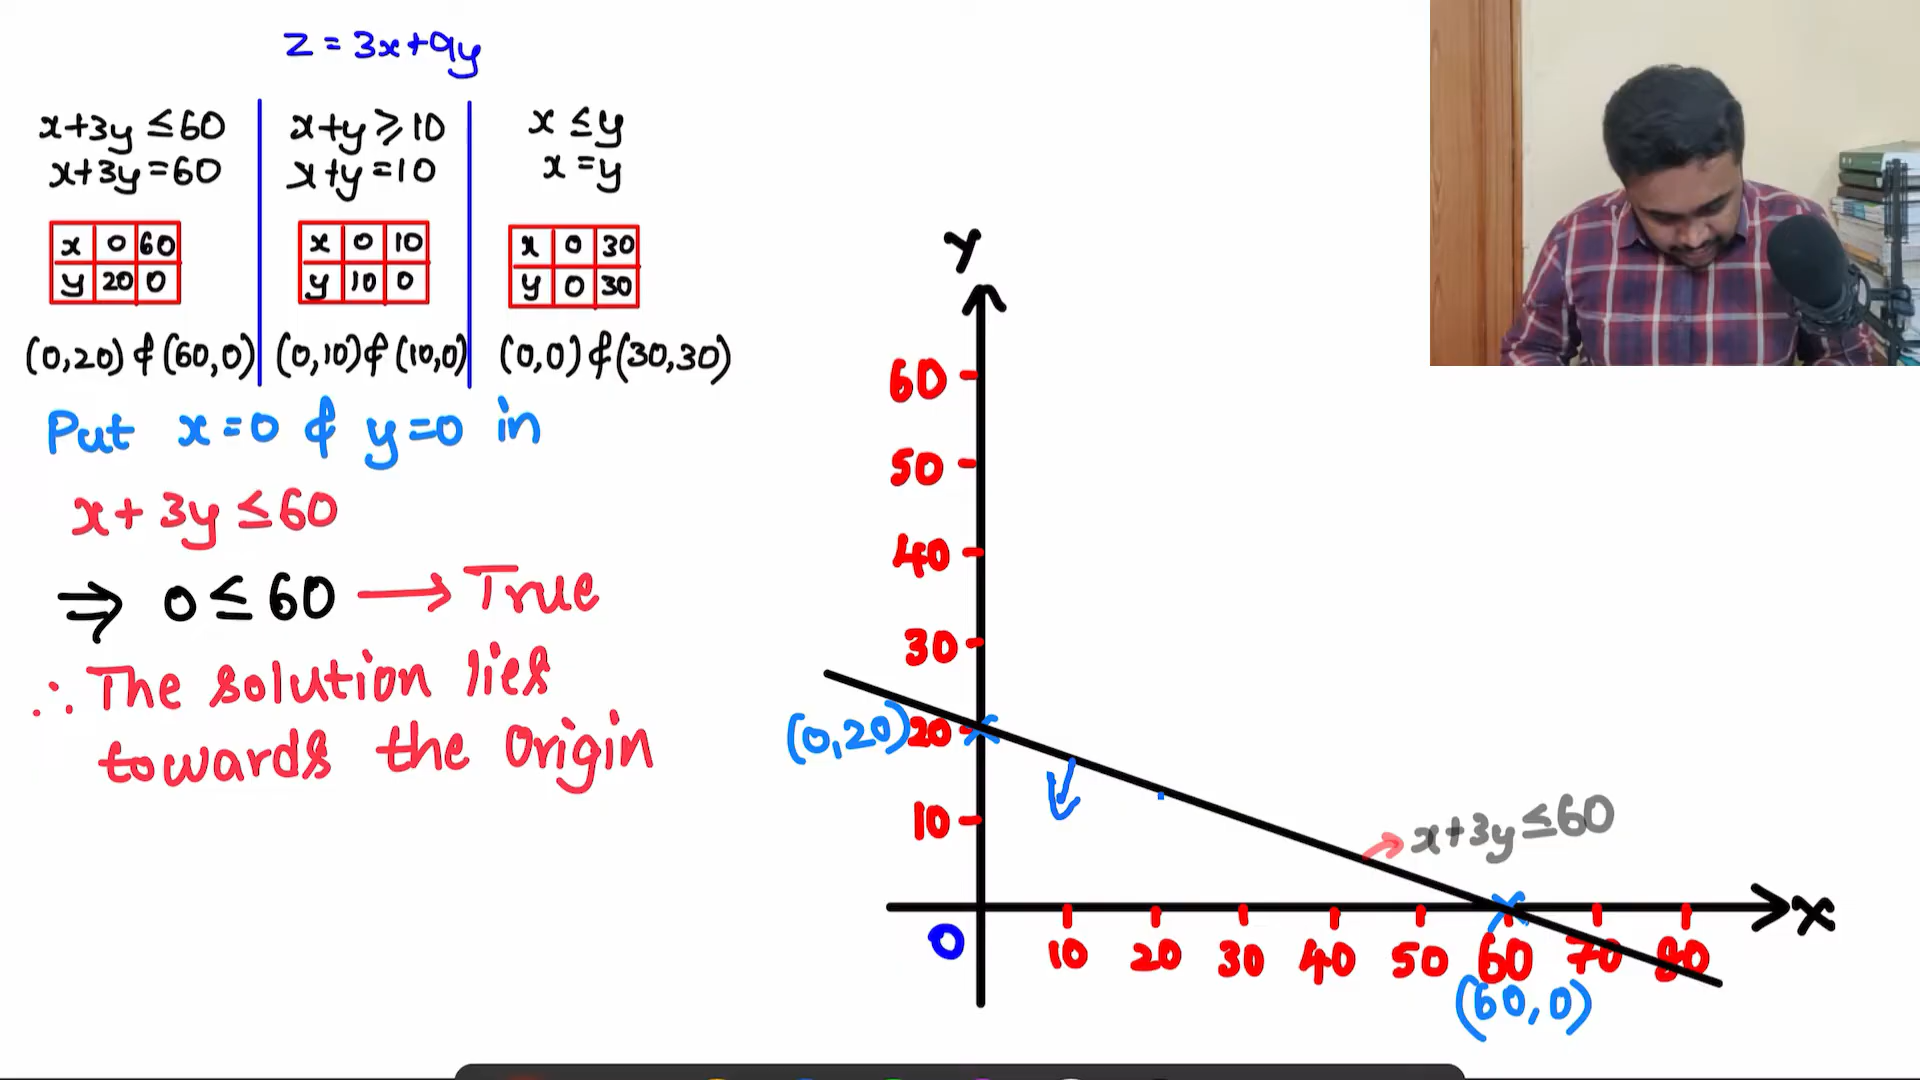 z = 3x+9y
x+3y ≤60
x+3y=60
x 0 60
y 20 0
(0,20) & (60,0)
x+y ⩾ 10
x+y =10
x 0 10
y 10 0
(0,10) & (10,0)
x ≤y
x =y
x 0 30
y 0 30
(0,0) & (30,30)
Put x=0 & y=0 in
x+ 3y ≤60
⇒ 0 ≤ 60 → True
∴ The solution lies
towards the origin
Y
60
50
40
30
(0,20) 20
10
x+3y ≤60
X
0 10 20 30 40 50 60 70 80
(60,0)